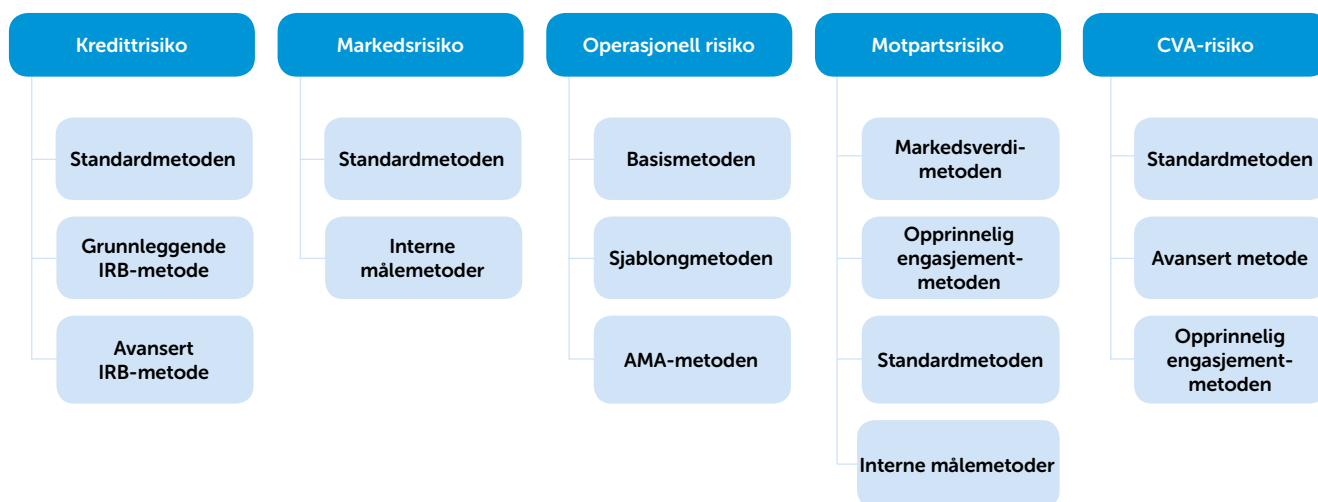 Kredittrisiko
Standardmetoden
Grunnleggende
IRB-metode
Avansert
IRB-metode
Markedsrisiko
Standardmetoden
Interne
målemetoder
Operasjonell risiko
Basismetoden
Sjablongmetoden
AMA-metoden
Motpartsrisiko
Markedsverdi-
metoden
Opprinnelig
engasjement-
metoden
Standardmetoden
Interne målemetoder
CVA-risiko
Standardmetoden
Avansert metode
Opprinnelig
engasjement-
metoden